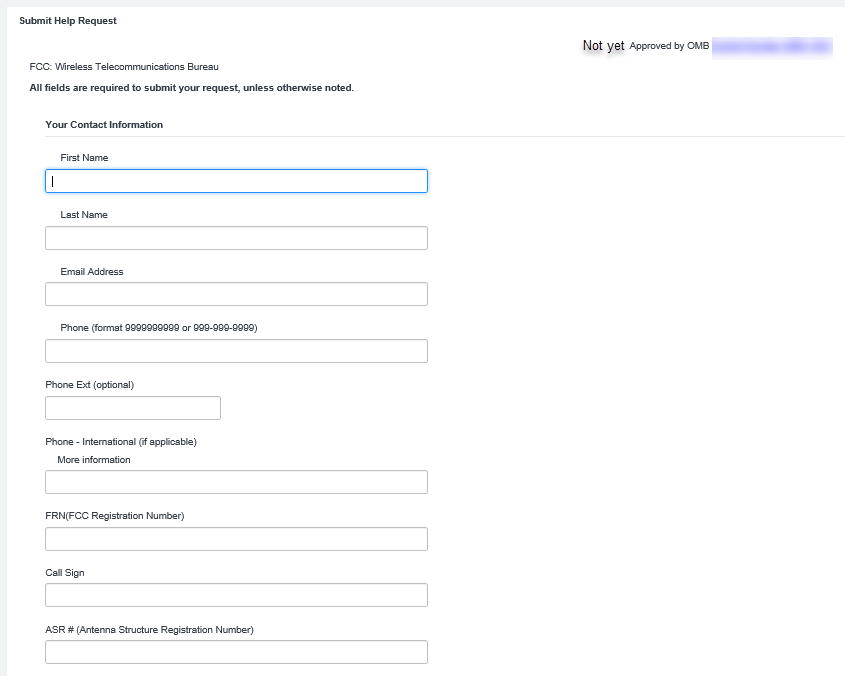 Submit Help Request
Not yet Approved by OMB
FCC: Wireless Telecommunications Bureau
All fields are required to submit your request, unless otherwise noted.
Your Contact Information
First Name
Last Name
Email Address
Phone (format 9999999999 or 999-999-9999)
Phone Ext (optional)
Phone - International (if applicable)
More information
FRN(FCC Registration Number)
Call Sign
ASR # (Antenna Structure Registration Number)